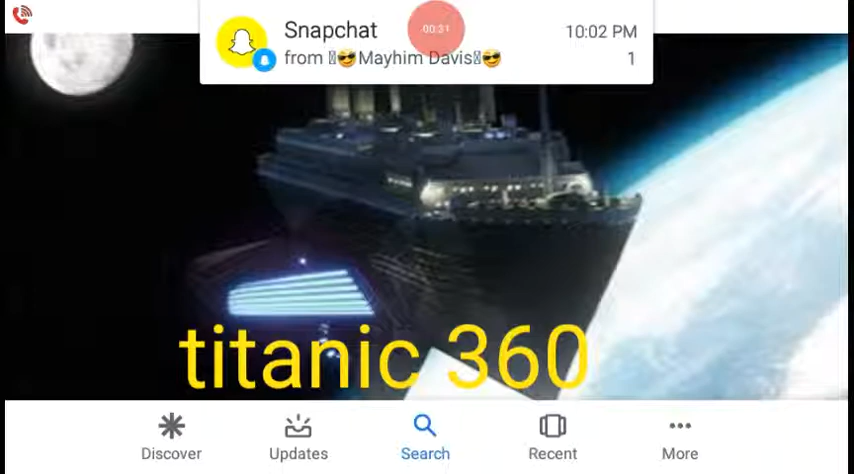 Snapchat
00:31
10:02 PM
from 😎Mayhim Davis😎
1
titanic 360
Discover
Updates
Search
Recent
More